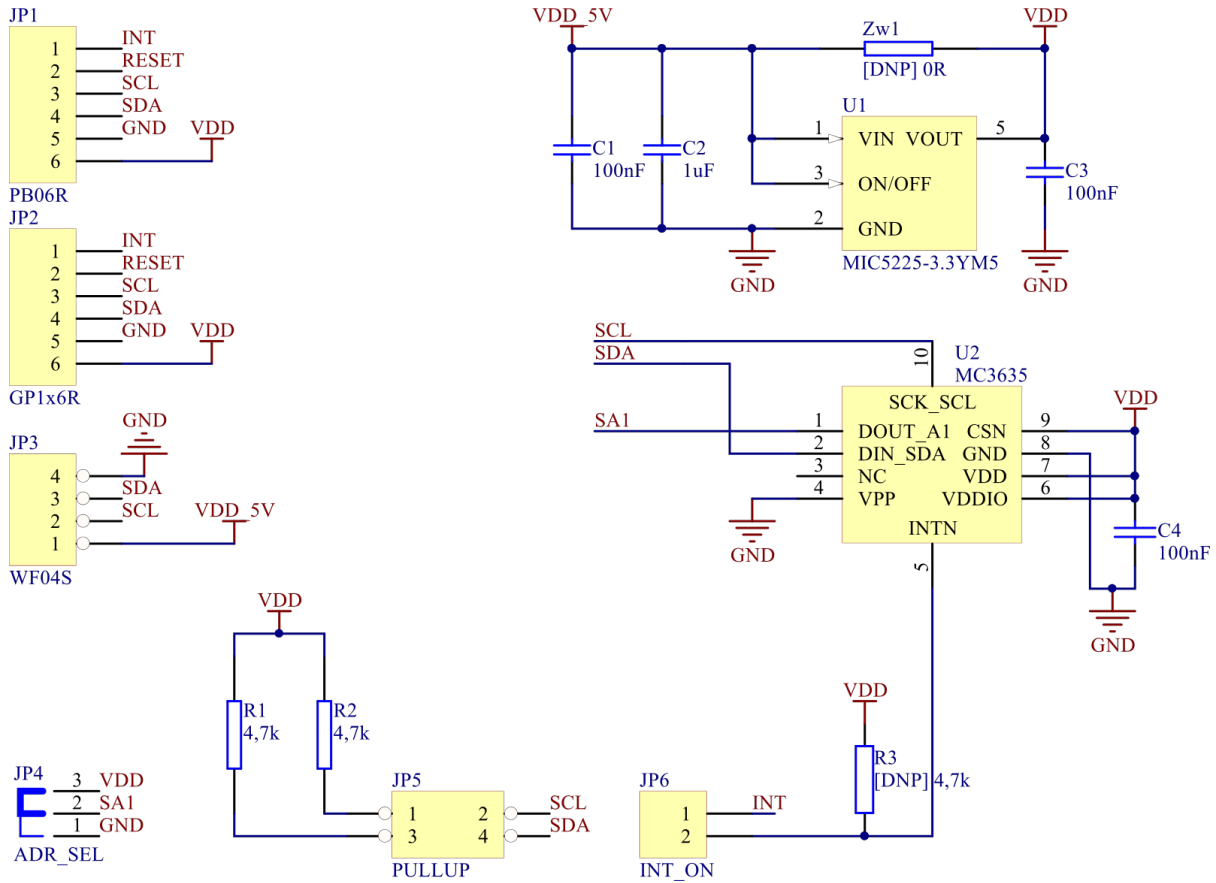 JP1
1 INT
2 RESET
3 SCL
4 SDA
5 GND
6 VDD
PB06R
JP2
1 INT
2 RESET
3 SCL
4 SDA
5 GND
6 VDD
GP1x6R
JP3
GND
4
3 SDA
2 SCL
1 VDD_5V
WF04S
VDD_5V
VDD
Zw1
[DNP] 0R
U1
1 VIN VOUT 5
3 ON/OFF
2 GND
MIC5225-3.3YM5
C1
100nF
C2
1uF
C3
100nF
GND
GND
SCL
SDA
SA1
10
U2
MC3635
SCK_SCL
1 DOUT_A1 CSN 9
2 DIN_SDA GND 8
3 NC VDD 7
4 VPP VDDIO 6
INTN
5
VDD
GND
C4
100nF
GND
VDD
R1
4,7k
R2
4,7k
JP4
3 VDD
2 SA1
1 GND
ADR_SEL
JP5
1 2 SCL
3 4 SDA
PULLUP
JP6
1 INT
2
INT_ON
VDD
R3
[DNP] 4,7k